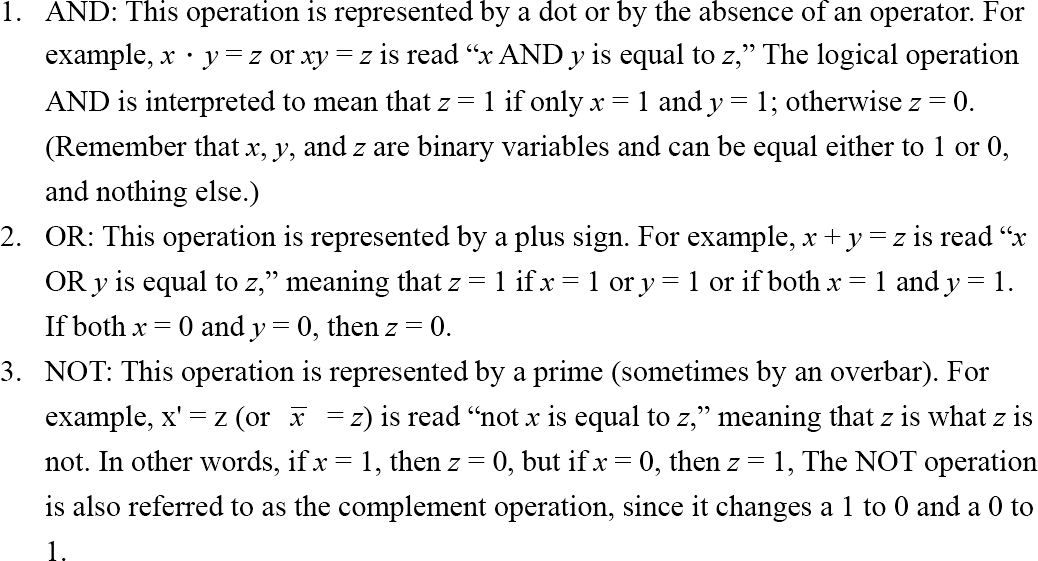 1. AND: This operation is represented by a dot or by the absence of an operator. For
example, x · y = z or xy = z is read “x AND y is equal to z,” The logical operation
AND is interpreted to mean that z = 1 if only x = 1 and y = 1; otherwise z = 0.
(Remember that x, y, and z are binary variables and can be equal either to 1 or 0,
and nothing else.)
2. OR: This operation is represented by a plus sign. For example, x + y = z is read “x
OR y is equal to z,” meaning that z = 1 if x = 1 or y = 1 or if both x = 1 and y = 1.
If both x = 0 and y = 0, then z = 0.
3. NOT: This operation is represented by a prime (sometimes by an overbar). For
example, x' = z (or x̅ = z) is read “not x is equal to z,” meaning that z is what z is
not. In other words, if x = 1, then z = 0, but if x = 0, then z = 1, The NOT operation
is also referred to as the complement operation, since it changes a 1 to 0 and a 0 to
1.